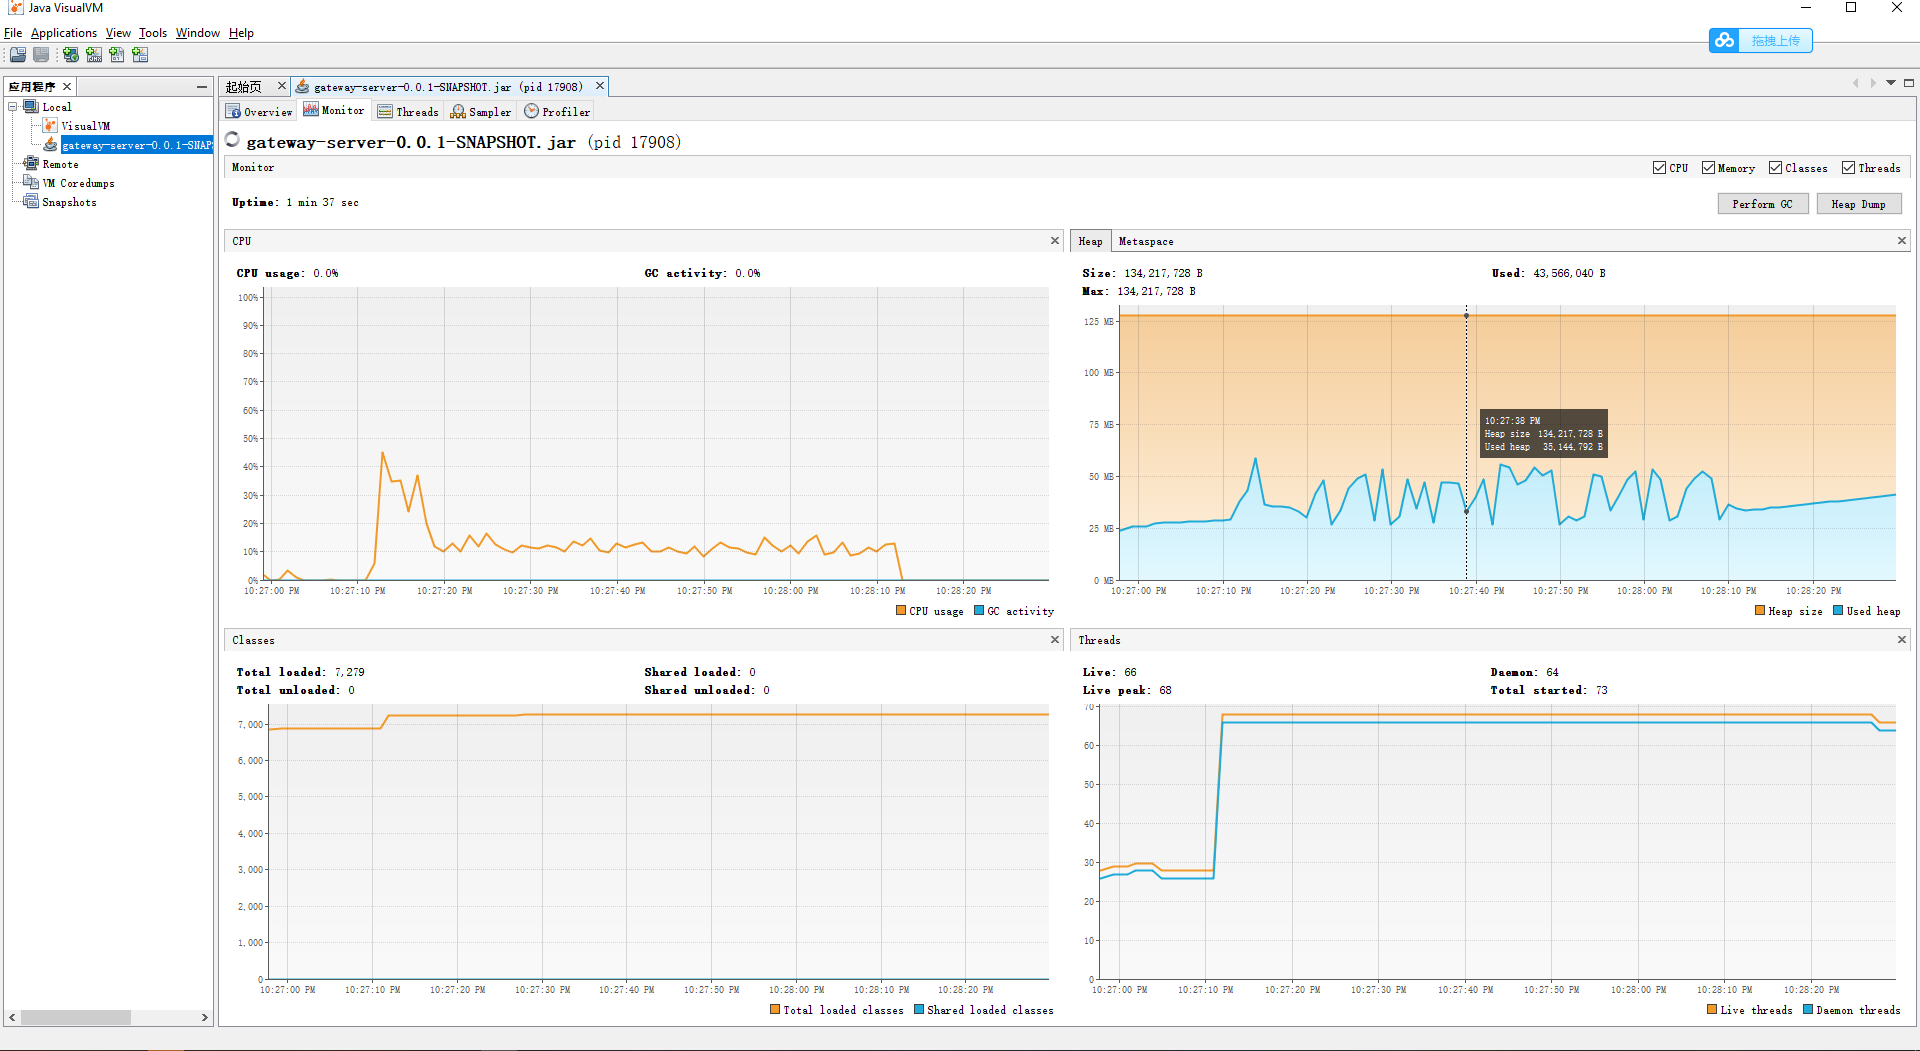 Java VisualVM
File Applications View Tools Window Help
拖拽上传
应用程序
Local
VisualVM
gateway-server-0.0.1-SNAP
Remote
VM Coredumps
Snapshots
起始页 gateway-server-0.0.1-SNAPSHOT.jar (pid 17908)
Overview Monitor Threads Sampler Profiler
gateway-server-0.0.1-SNAPSHOT.jar (pid 17908)
Monitor CPU Memory Classes Threads
Uptime: 1 min 37 sec Perform GC Heap Dump
CPU
CPU usage: 0.0% GC activity: 0.0%
100%
90%
80%
70%
60%
50%
40%
30%
20%
10%
0%
10:27:00 PM 10:27:10 PM 10:27:20 PM 10:27:30 PM 10:27:40 PM 10:27:50 PM 10:28:00 PM 10:28:10 PM 10:28:20 PM
CPU usage GC activity
Heap Metaspace
Size: 134,217,728 B Used: 43,566,040 B
Max: 134,217,728 B
125 MB
100 MB
75 MB
50 MB
25 MB
0 MB
10:27:38 PM
Heap size 134,217,728 B
Used heap 35,144,792 B
10:27:00 PM 10:27:10 PM 10:27:20 PM 10:27:30 PM 10:27:40 PM 10:27:50 PM 10:28:00 PM 10:28:10 PM 10:28:20 PM
Heap size Used heap
Classes
Total loaded: 7,279 Shared loaded: 0
Total unloaded: 0 Shared unloaded: 0
7,000
6,000
5,000
4,000
3,000
2,000
1,000
0
10:27:00 PM 10:27:10 PM 10:27:20 PM 10:27:30 PM 10:27:40 PM 10:27:50 PM 10:28:00 PM 10:28:10 PM 10:28:20 PM
Total loaded classes Shared loaded classes
Threads
Live: 66 Daemon: 64
Live peak: 68 Total started: 73
70
60
50
40
30
20
10
0
10:27:00 PM 10:27:10 PM 10:27:20 PM 10:27:30 PM 10:27:40 PM 10:27:50 PM 10:28:00 PM 10:28:10 PM 10:28:20 PM
Live threads Daemon threads